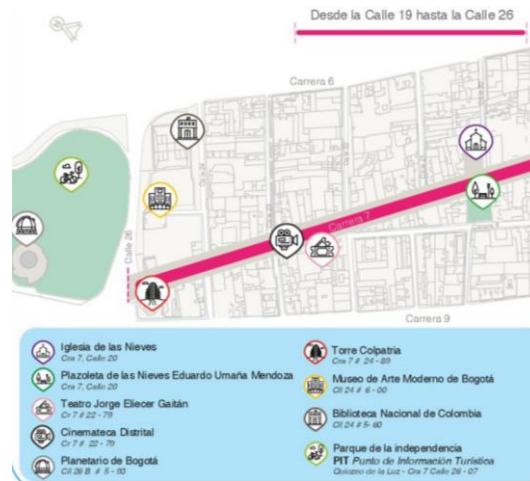 Desde la Calle 19 hasta la Calle 26
Carrera 6
Calle 26
Carrera 7
Carrera 9
Iglesia de las Nieves
Cra 7, Calle 20
Plazoleta de las Nieves Eduardo Umaña Mendoza
Cra 7, Calle 20
Teatro Jorge Eliecer Gaitán
Cr 7 # 22 - 79
Cinemateca Distrital
Cr 7 # 22 - 79
Planetario de Bogotá
Cll 26 B # 5 - 93
Torre Colpatria
Cra 7 # 24 - 89
Museo de Arte Moderno de Bogotá
Cll 24 # 6 - 00
Biblioteca Nacional de Colombia
Cll 24 # 5- 60
Parque de la independencia
PIT Punto de Información Turística
Quiozco de la Luz - Cra 7 Calle 26 - 07